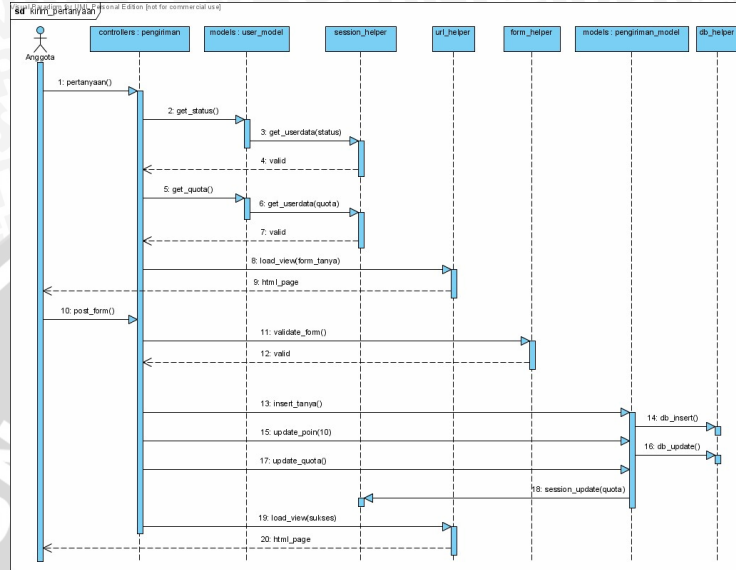 Visual Paradigm for UML Personal Edition [not for commercial use]
sd kirim_pertanyaan
Anggota
controllers : pengiriman
models : user_model
session_helper
url_helper
form_helper
models : pengiriman_model
db_helper
1: pertanyaan()
2: get_status()
3: get_userdata(status)
4: valid
5: get_quota()
6: get_userdata(quota)
7: valid
8: load_view(form_tanya)
9: html_page
10: post_form()
11: validate_form()
12: valid
13: insert_tanya()
14: db_insert()
15: update_poin(10)
16: db_update()
17: update_quota()
18: session_update(quota)
19: load_view(sukses)
20: html_page